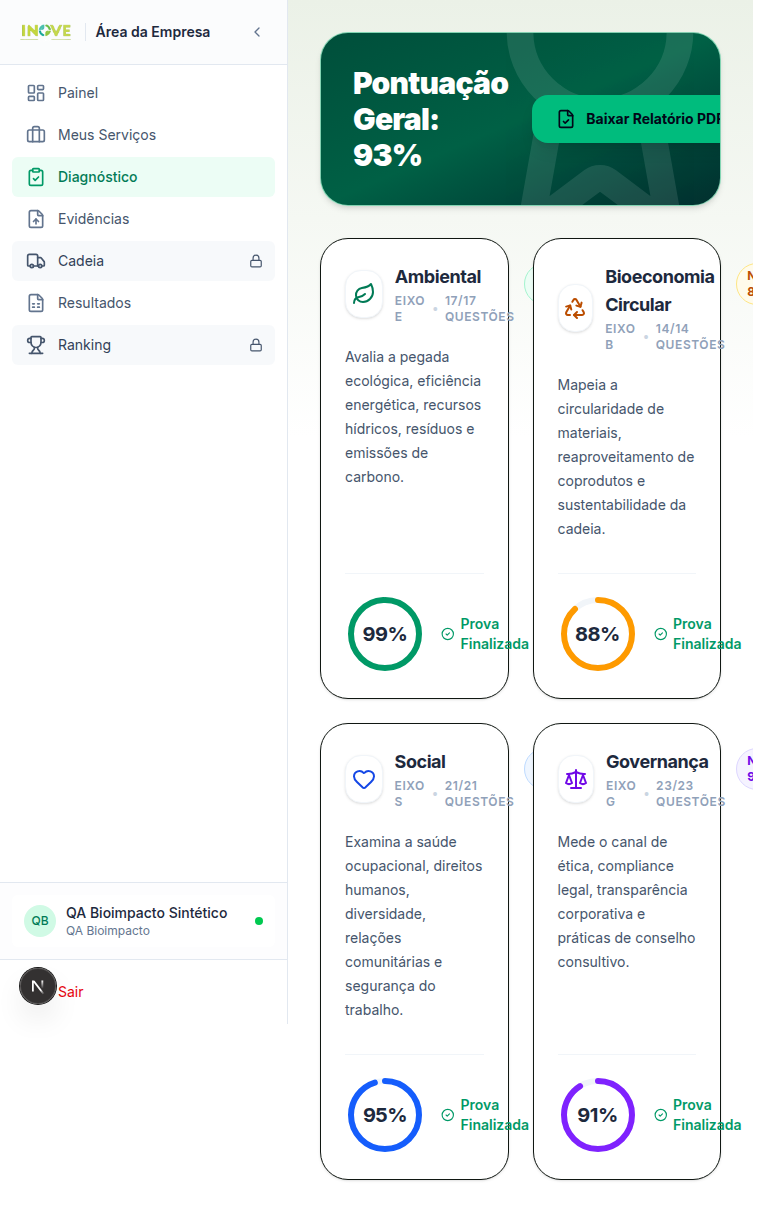 INOVE
Área da Empresa
Painel
Meus Serviços
Diagnóstico
Evidências
Cadeia
Resultados
Ranking
QA Bioimpacto Sintético
QB
QA Bioimpacto
N
Sair
Pontuação
Geral:
93%
Baixar Relatório PDF
Ambiental
EIXO
E
17/17
QUESTÕES
Avalia a pegada
ecológica, eficiência
energética, recursos
hídricos, resíduos e
emissões de
carbono.
99%
Prova
Finalizada
Bioeconomia
Circular
EIXO
B
14/14
QUESTÕES
Mapeia a
circularidade de
materiais,
reaproveitamento de
coprodutos e
sustentabilidade da
cadeia.
88%
Prova
Finalizada
Social
EIXO
S
21/21
QUESTÕES
Examina a saúde
ocupacional, direitos
humanos,
diversidade,
relações
comunitárias e
segurança do
trabalho.
95%
Prova
Finalizada
Governança
EIXO
G
23/23
QUESTÕES
Mede o canal de
ética, compliance
legal, transparência
corporativa e
práticas de conselho
consultivo.
91%
Prova
Finalizada